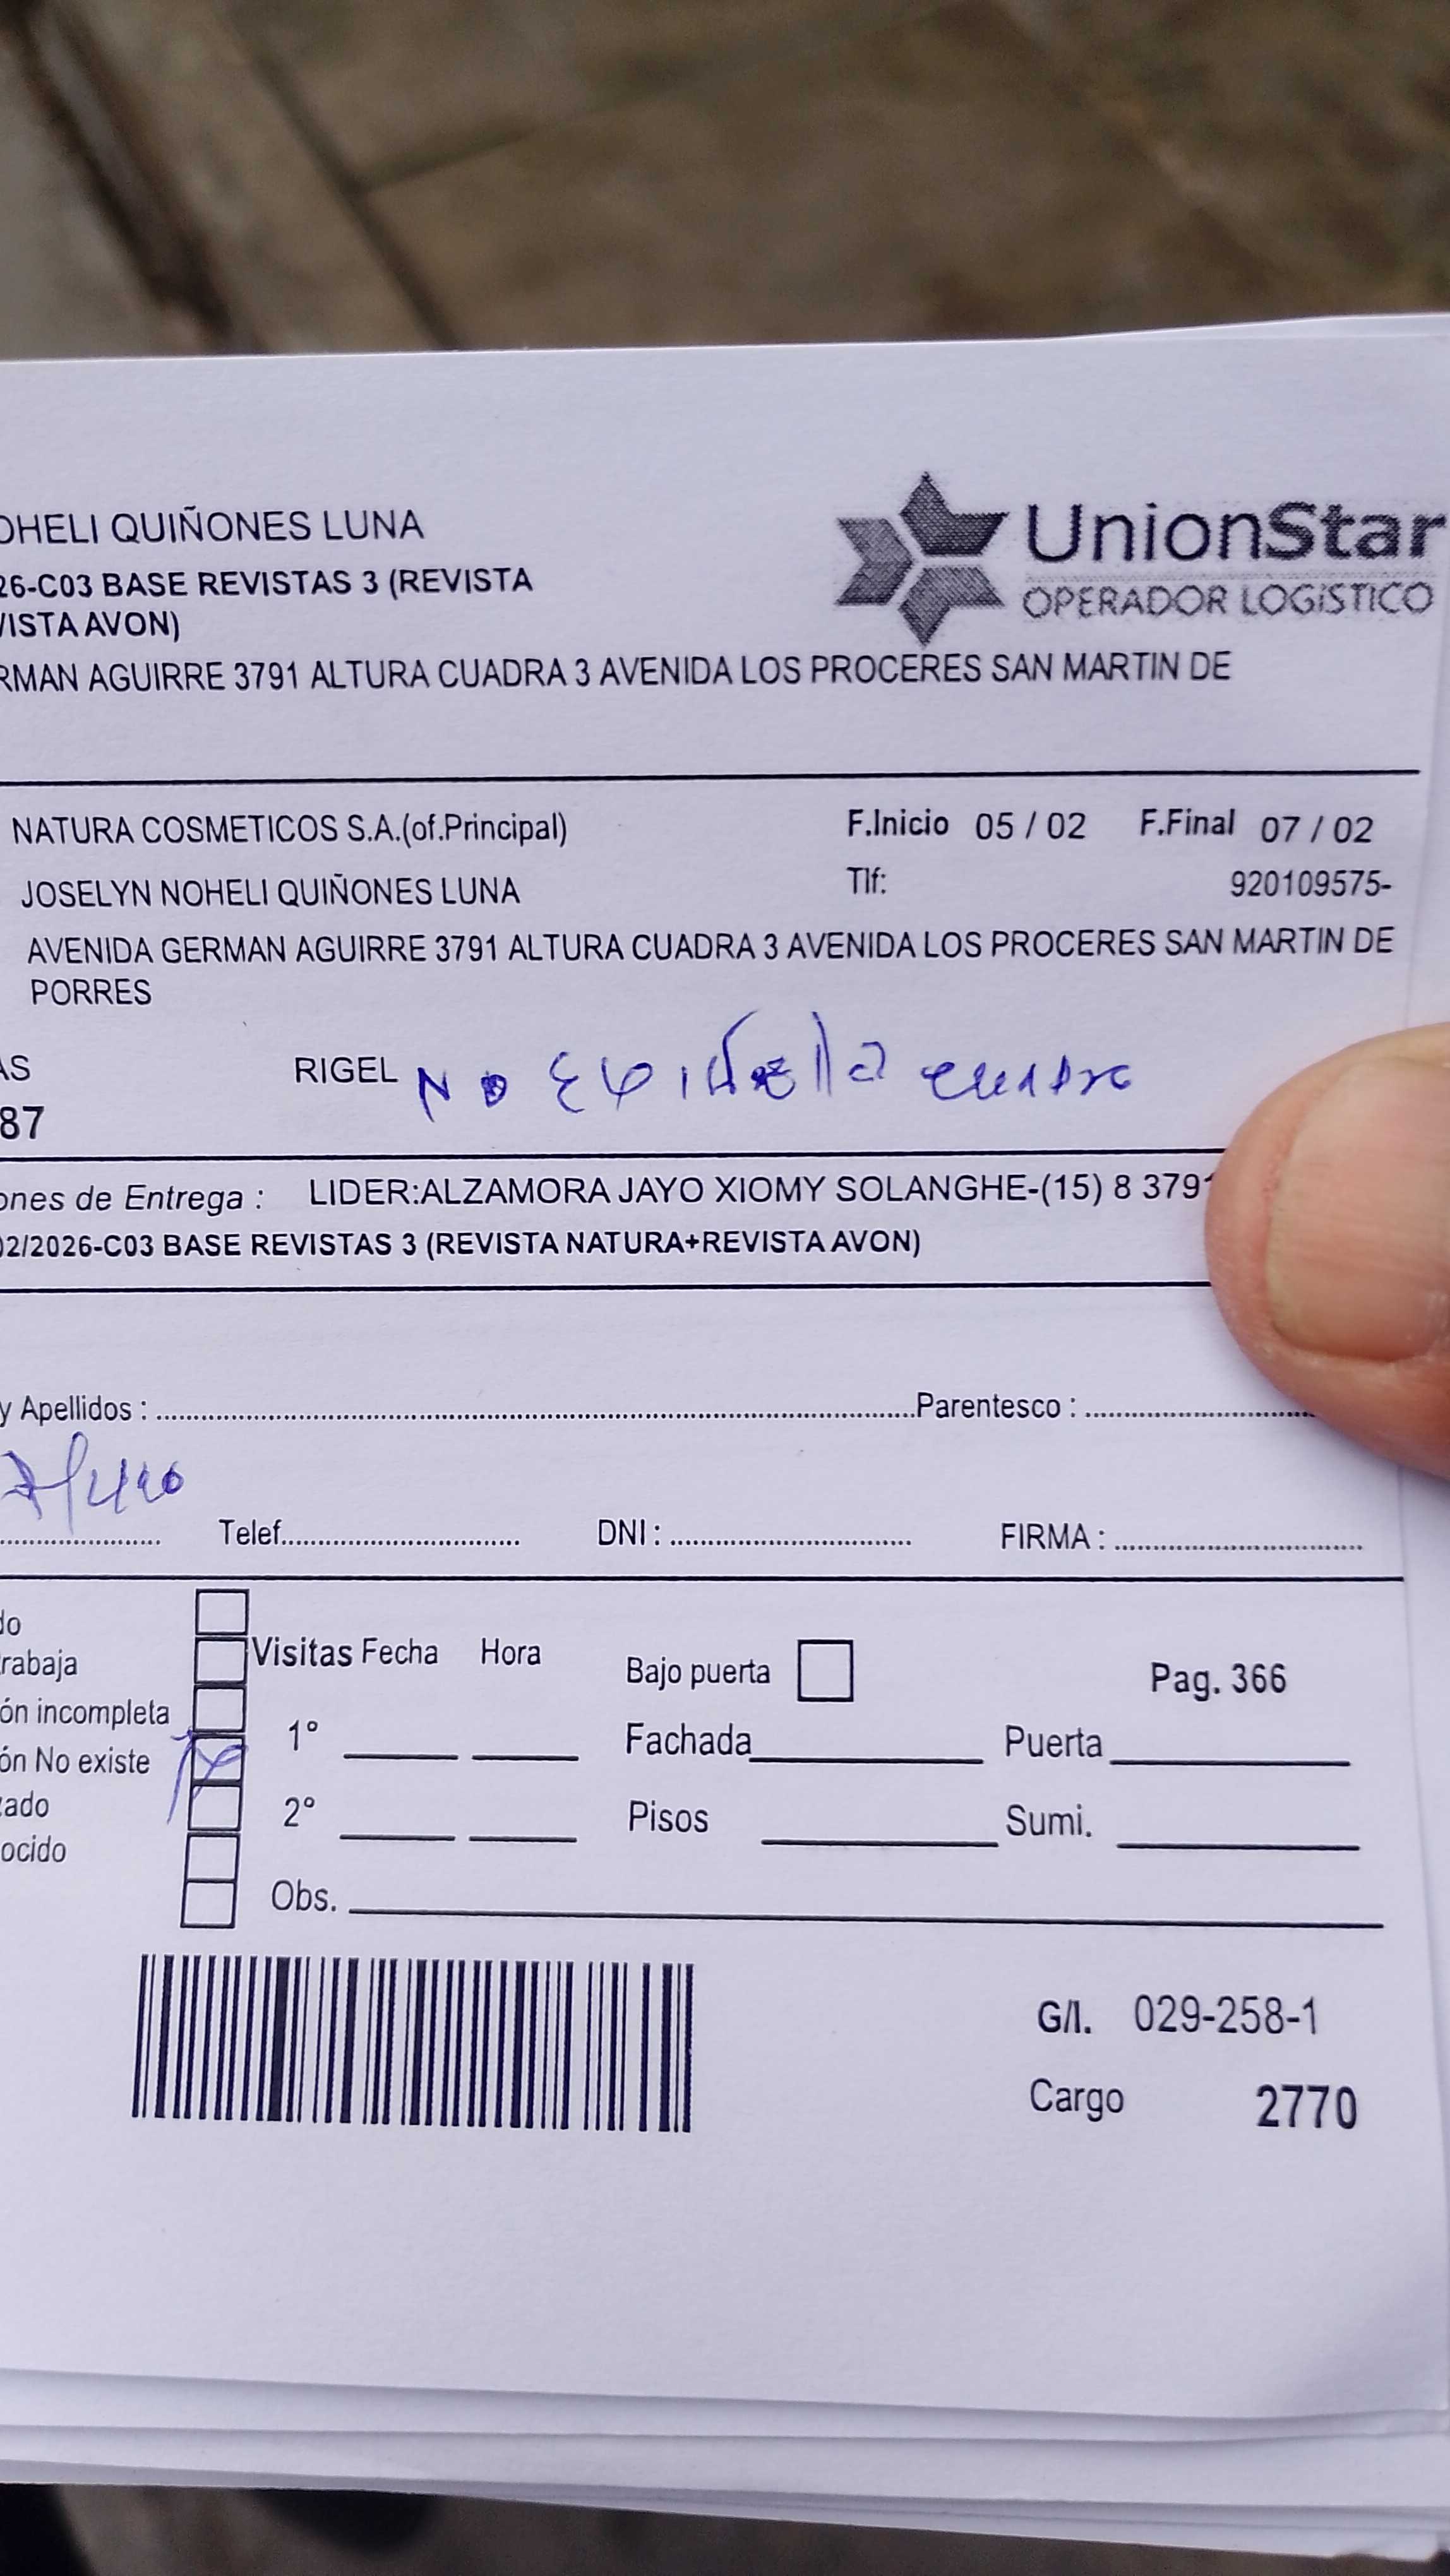 OHELI QUIÑONES LUNA
UnionStar
OPERADOR LOGíSTICO
26-C03 BASE REVISTAS 3 (REVISTA
VISTA AVON)
RMAN AGUIRRE 3791 ALTURA CUADRA 3 AVENIDA LOS PROCERES SAN MARTIN DE
NATURA COSMETICOS S.A.(of.Principal) F.Inicio 05 / 02 F.Final 07 / 02
JOSELYN NOHELI QUIÑONES LUNA Tlf: 920109575-
AVENIDA GERMAN AGUIRRE 3791 ALTURA CUADRA 3 AVENIDA LOS PROCERES SAN MARTIN DE
PORRES
AS RIGEL No cuadra
87
ones de Entrega : LIDER:ALZAMORA JAYO XIOMY SOLANGHE-(15) 8 3791
02/2026-C03 BASE REVISTAS 3 (REVISTA NATURA+REVISTA AVON)
y Apellidos : Parentesco :
Telef. DNI : FIRMA :
do
rabaja
ón incompleta
ón No existe
zado
ocido
Visitas Fecha Hora Bajo puerta Pag. 366
1° Fachada Puerta
2° Pisos Sumi.
Obs.
G/I. 029-258-1
Cargo 2770